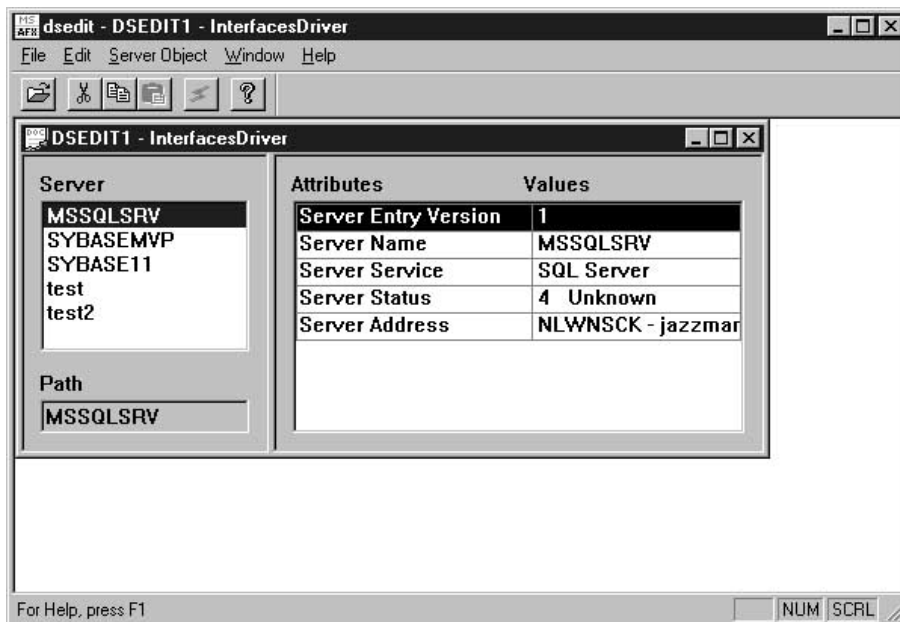 MS AFX dsedit - DSEDIT1 - InterfacesDriver
File Edit Server Object Window Help
DSEDIT1 - InterfacesDriver
Server
MSSQLSRV
SYBASEMVP
SYBASE11
test
test2
Path
MSSQLSRV
Attributes Values
Server Entry Version 1
Server Name MSSQLSRV
Server Service SQL Server
Server Status 4 Unknown
Server Address NLWNSCK - jazzmar
For Help, press F1
NUM SCRL